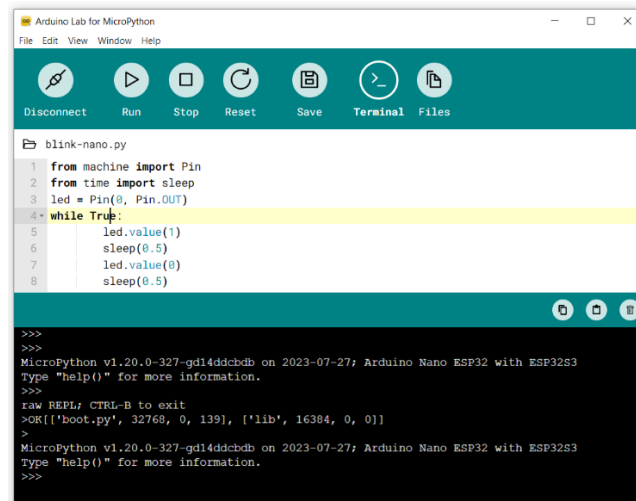 Arduino Lab for MicroPython
File Edit View Window Help
Disconnect Run Stop Reset Save Terminal Files
blink-nano.py
1 from machine import Pin
2 from time import sleep
3 led = Pin(0, Pin.OUT)
4 while True:
5 led.value(1)
6 sleep(0.5)
7 led.value(0)
8 sleep(0.5)
>>>
>>>
MicroPython v1.20.0-327-gd14ddcbdb on 2023-07-27; Arduino Nano ESP32 with ESP32S3
Type "help()" for more information.
>>>
raw REPL; CTRL-B to exit
>OK[['boot.py', 32768, 0, 139], ['lib', 16384, 0, 0]]
>
MicroPython v1.20.0-327-gd14ddcbdb on 2023-07-27; Arduino Nano ESP32 with ESP32S3
Type "help()" for more information.
>>>